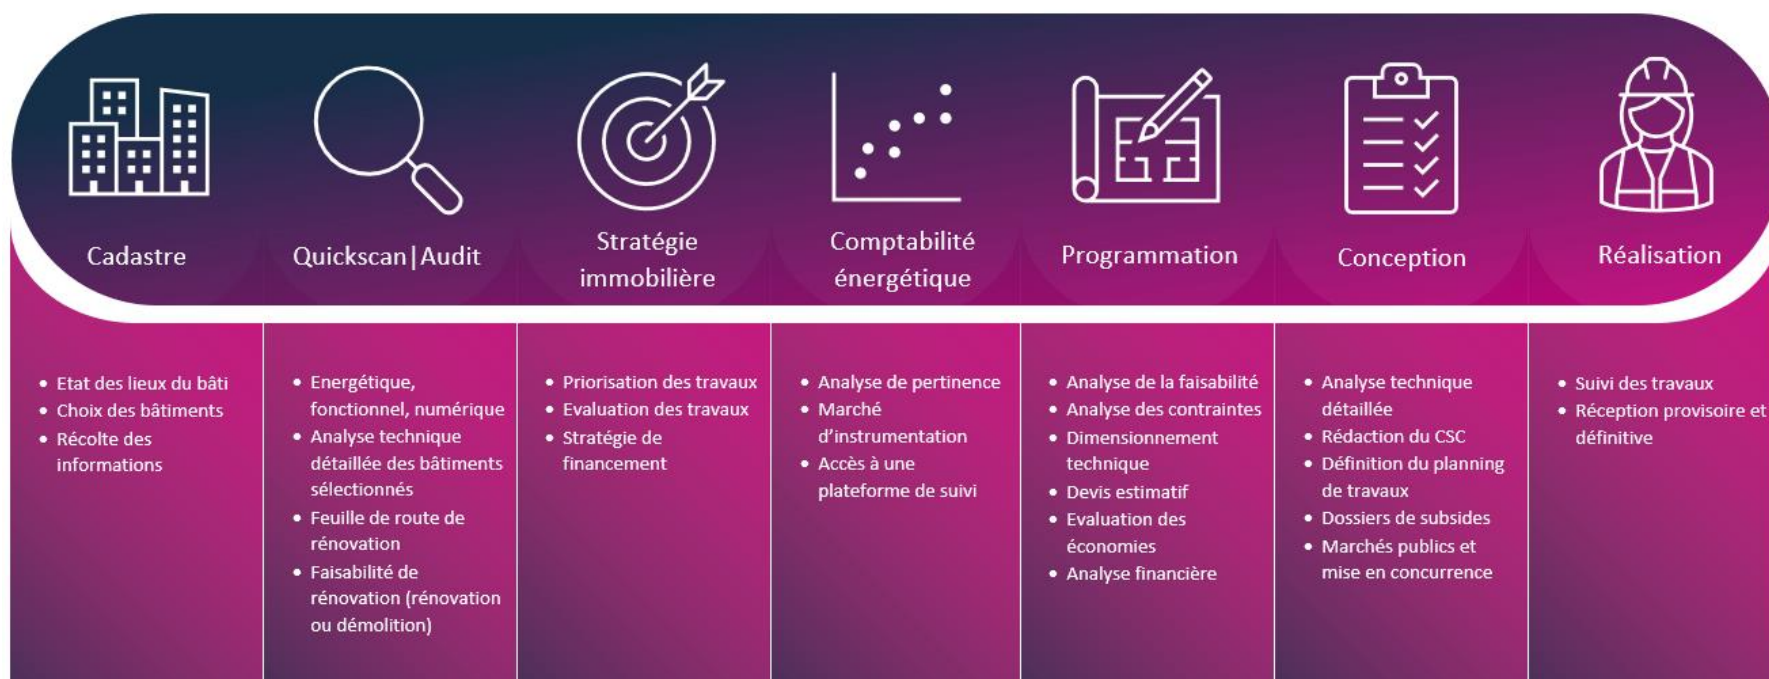 Cadastre
Quickscan|Audit
Stratégie
immobilière
Comptabilité
énergétique
Programmation
Conception
Réalisation
• Etat des lieux du bâti
• Choix des bâtiments
• Récolte des
informations
• Energétique,
fonctionnel, numérique
• Analyse technique
détaillée des bâtiments
sélectionnés
• Feuille de route de
rénovation
• Faisabilité de
rénovation (rénovation
ou démolition)
• Priorisation des travaux
• Evaluation des travaux
• Stratégie de
financement
• Analyse de pertinence
• Marché
d’instrumentation
• Accès à une
plateforme de suivi
• Analyse de la faisabilité
• Analyse des contraintes
• Dimensionnement
technique
• Devis estimatif
• Evaluation des
économies
• Analyse financière
• Analyse technique
détaillée
• Rédaction du CSC
• Définition du planning
de travaux
• Dossiers de subsides
• Marchés publics et
mise en concurrence
• Suivi des travaux
• Réception provisoire et
définitive